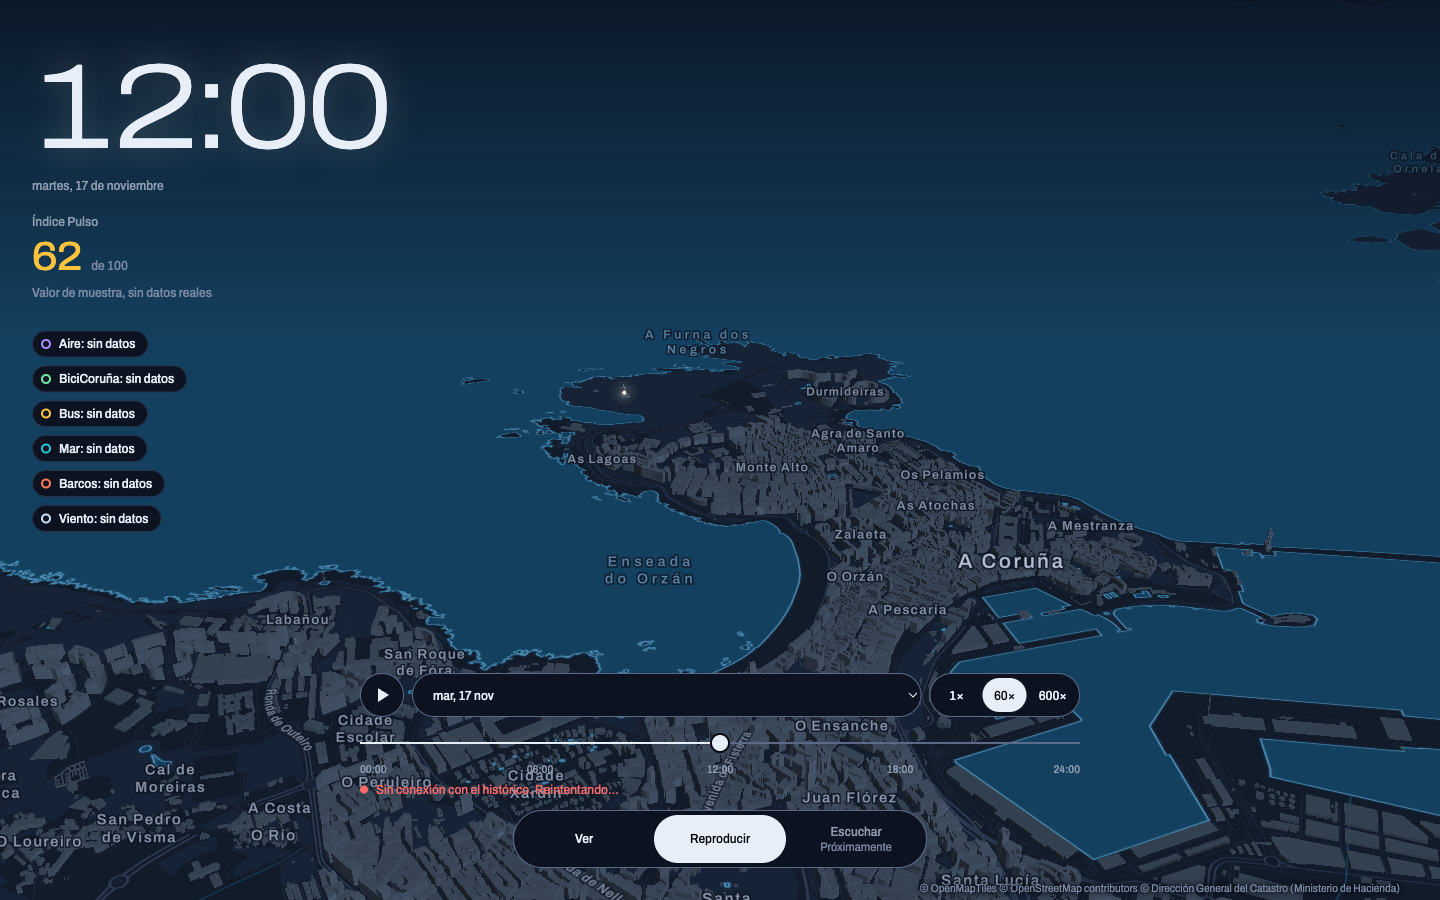 12:00
martes, 17 de noviembre
Índice Pulso
62 de 100
Valor de muestra, sin datos reales
Aire: sin datos
BiciCoruña: sin datos
Bus: sin datos
Mar: sin datos
Barcos: sin datos
Viento: sin datos
A Furna dos
Negros
Durmideiras
Agra de Santo
Amaro
As Lagoas
Monte Alto
Os Pelamios
As Atochas
A Mestranza
Zalaeta
A Coruña
Enseada
do Orzán
O Orzán
A Pescaría
Labañou
San Roque
de Fóra
Rosales
Ronda de Outeiro
Cidade
Escolar
O Ensanche
mar, 17 nov
1×
60×
600×
00:00
06:00
12:00
18:00
24:00
Cal de
Moreiras
O Peruleiro
Cidade
Xardín
Sin conexión con el histórico. Reintentando…
A Costa
Juan Flórez
San Pedro
de Visma
O Río
O Loureiro
Ver
Reproducir
Escuchar
Próximamente
Santa Lucía
Santa
© OpenMapTiles © OpenStreetMap contributors © Dirección General del Catastro (Ministerio de Hacienda)